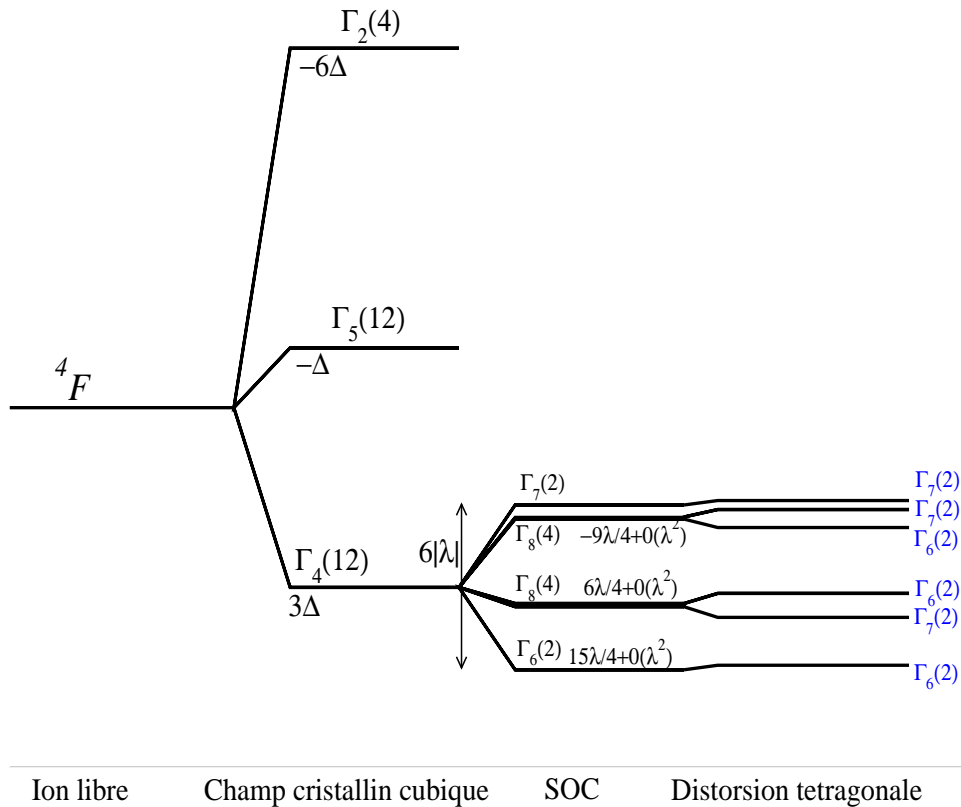 Γ₂(4)
−6Δ
Γ₅(12)
−Δ
⁴F
Γ₄(12)
3Δ
6|λ|
Γ₇(2)
Γ₈(4) −9λ/4+0(λ²)
Γ₈(4) 6λ/4+0(λ²)
Γ₆(2) 15λ/4+0(λ²)
Γ₇(2)
Γ₇(2)
Γ₆(2)
Γ₆(2)
Γ₇(2)
Γ₆(2)
Ion libre Champ cristallin cubique SOC Distorsion tetragonale